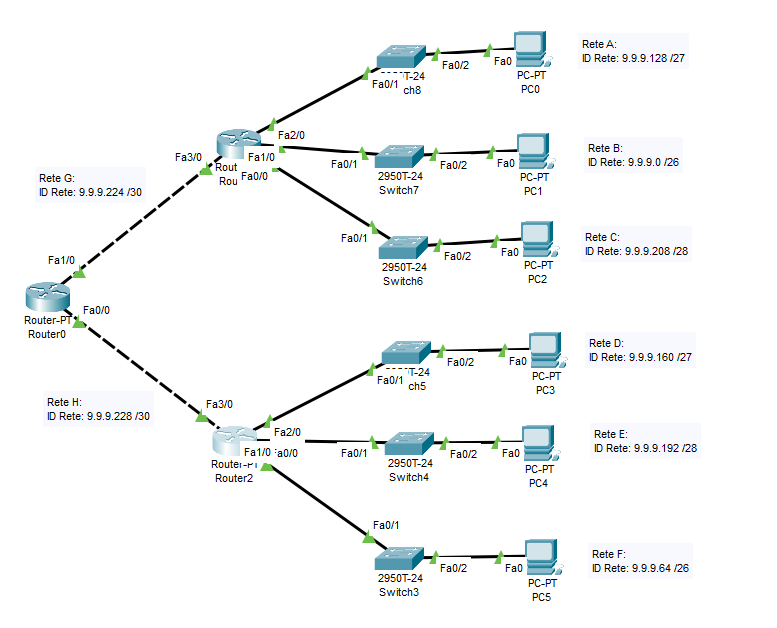 Rete A:
ID Rete: 9.9.9.128 /27
Fa0/2
Fa0
T-24
Fa0/1
ch8
PC-PT
PC0
Fa2/0
Rete B:
ID Rete: 9.9.9.0 /26
Fa3/0
Fa1/0
Fa0/1
Fa0/2
Fa0
Rout
Rou
Fa0/0
2950T-24
Switch7
PC-PT
PC1
Rete G:
ID Rete: 9.9.9.224 /30
Rete C:
ID Rete: 9.9.9.208 /28
Fa0/1
Fa0/2
Fa0
2950T-24
Switch6
PC-PT
PC2
Fa1/0
Fa0/0
Router-PT
Router0
Rete D:
ID Rete: 9.9.9.160 /27
Fa0/2
Fa0
T-24
Fa0/1
ch5
PC-PT
PC3
Rete H:
ID Rete: 9.9.9.228 /30
Fa3/0
Fa2/0
Rete E:
ID Rete: 9.9.9.192 /28
Fa1/0
Fa0/0
Fa0/1
Fa0/2
Fa0
Router-PT
Router2
2950T-24
Switch4
PC-PT
PC4
Fa0/1
Rete F:
ID Rete: 9.9.9.64 /26
Fa0/2
Fa0
2950T-24
Switch3
PC-PT
PC5